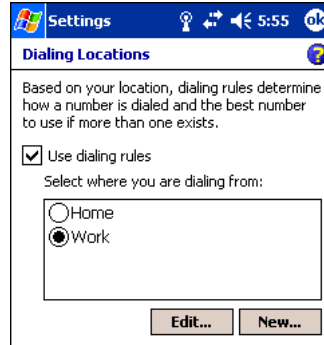 Settings 5:55 ok
Dialing Locations ?
Based on your location, dialing rules determine
how a number is dialed and the best number
to use if more than one exists.
Use dialing rules
Select where you are dialing from:
Home
Work
Edit... New...